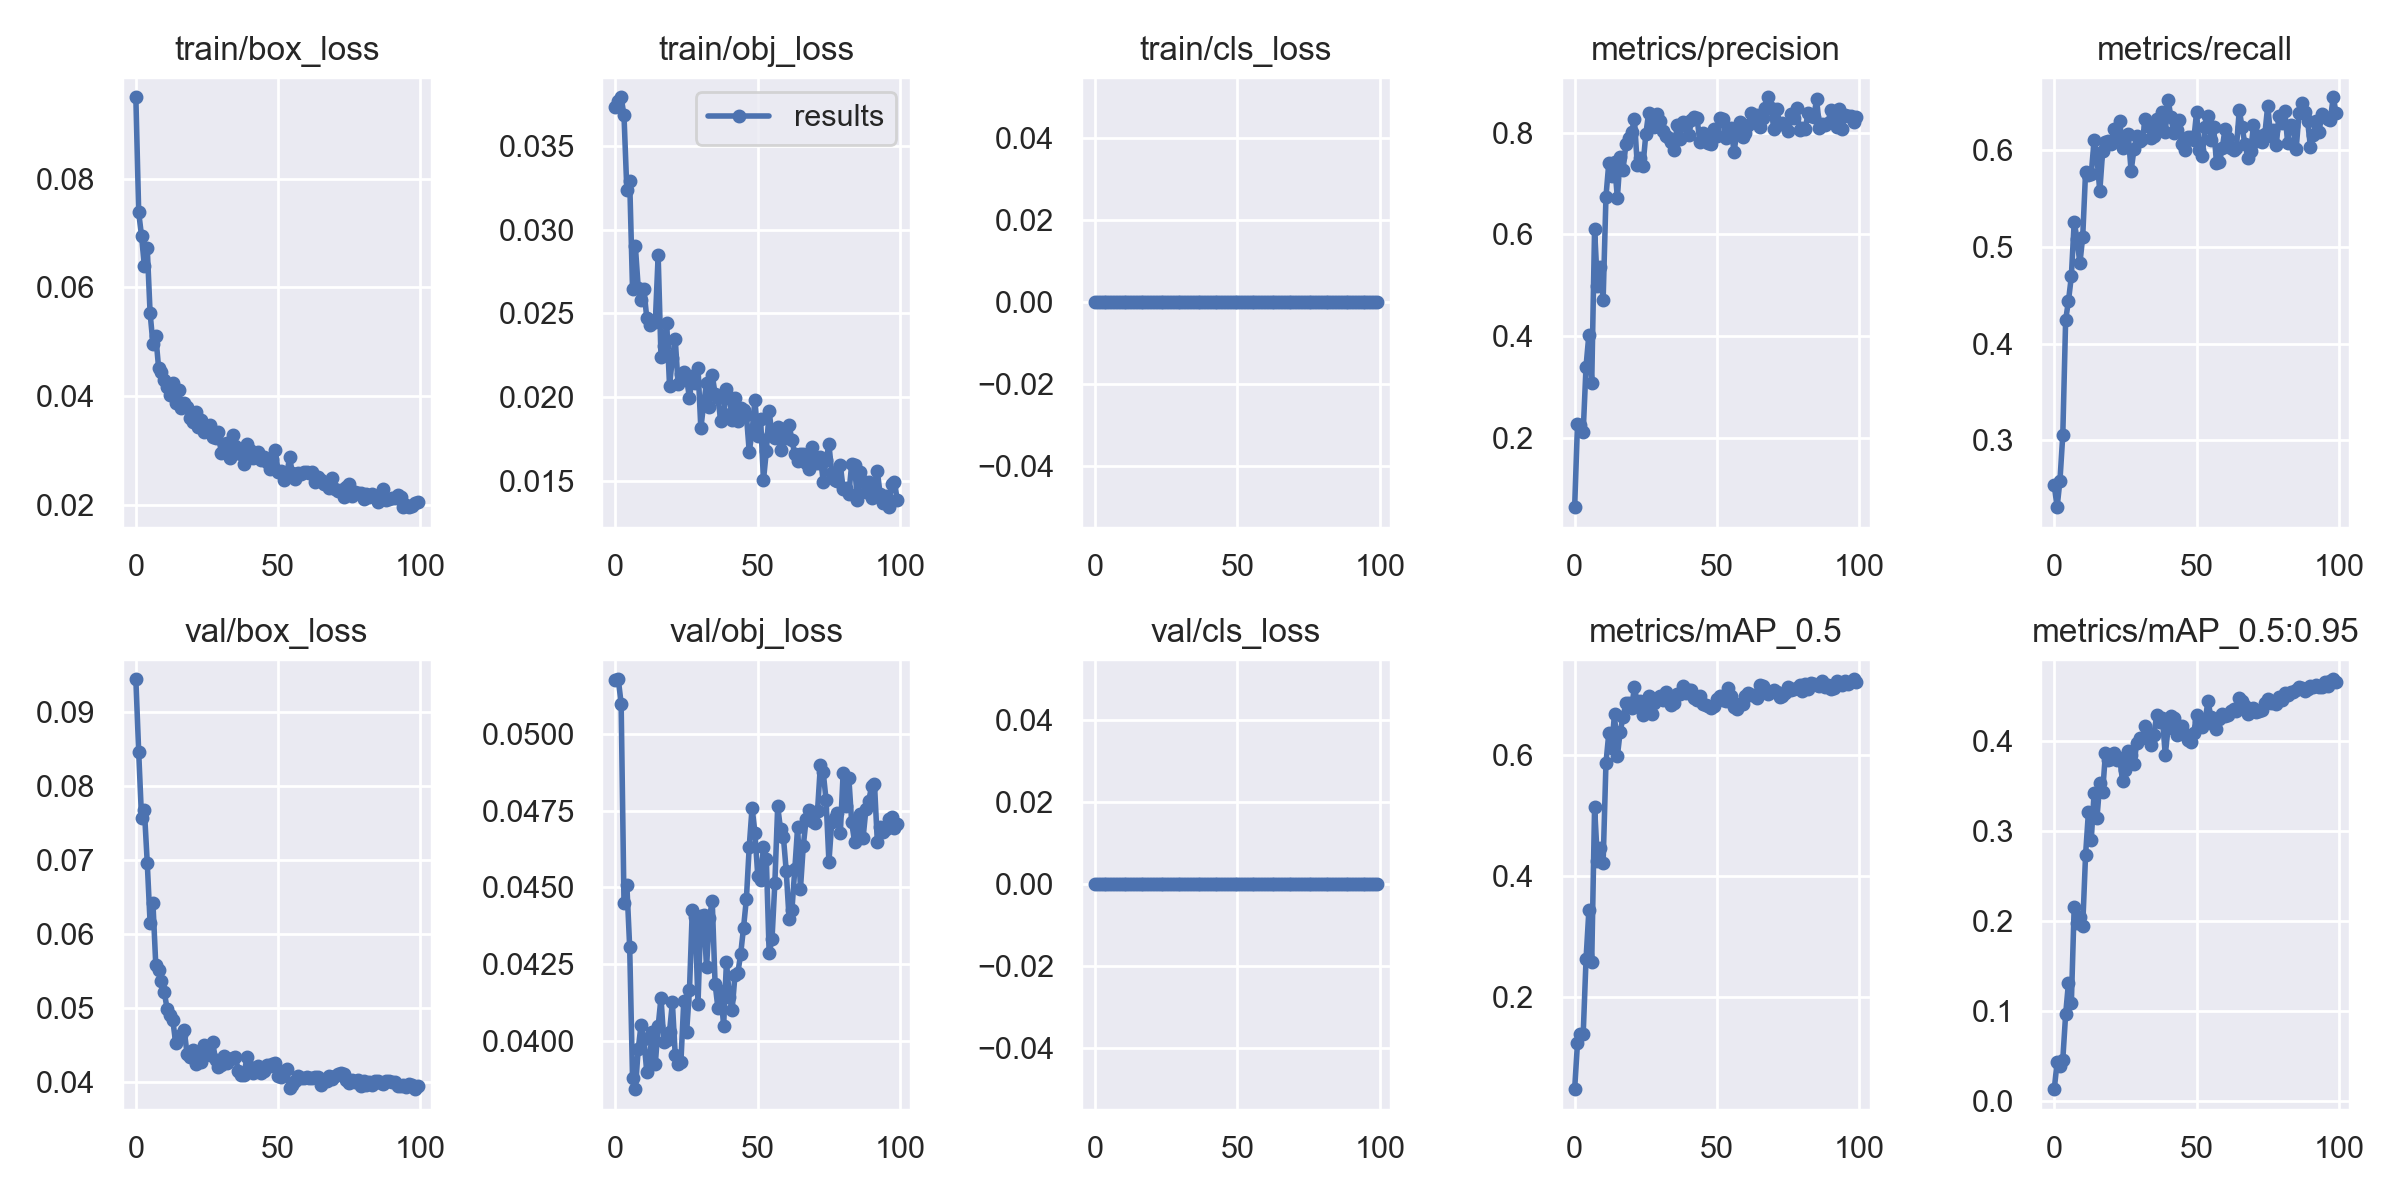 train/box_loss
0.08
0.06
0.04
0.02
0 50 100
train/obj_loss
results
0.035
0.030
0.025
0.020
0.015
0 50 100
train/cls_loss
0.04
0.02
0.00
−0.02
−0.04
0 50 100
metrics/precision
0.8
0.6
0.4
0.2
0 50 100
metrics/recall
0.6
0.5
0.4
0.3
0 50 100
val/box_loss
0.09
0.08
0.07
0.06
0.05
0.04
0 50 100
val/obj_loss
0.0500
0.0475
0.0450
0.0425
0.0400
0 50 100
val/cls_loss
0.04
0.02
0.00
−0.02
−0.04
0 50 100
metrics/mAP_0.5
0.6
0.4
0.2
0 50 100
metrics/mAP_0.5:0.95
0.4
0.3
0.2
0.1
0.0
0 50 100